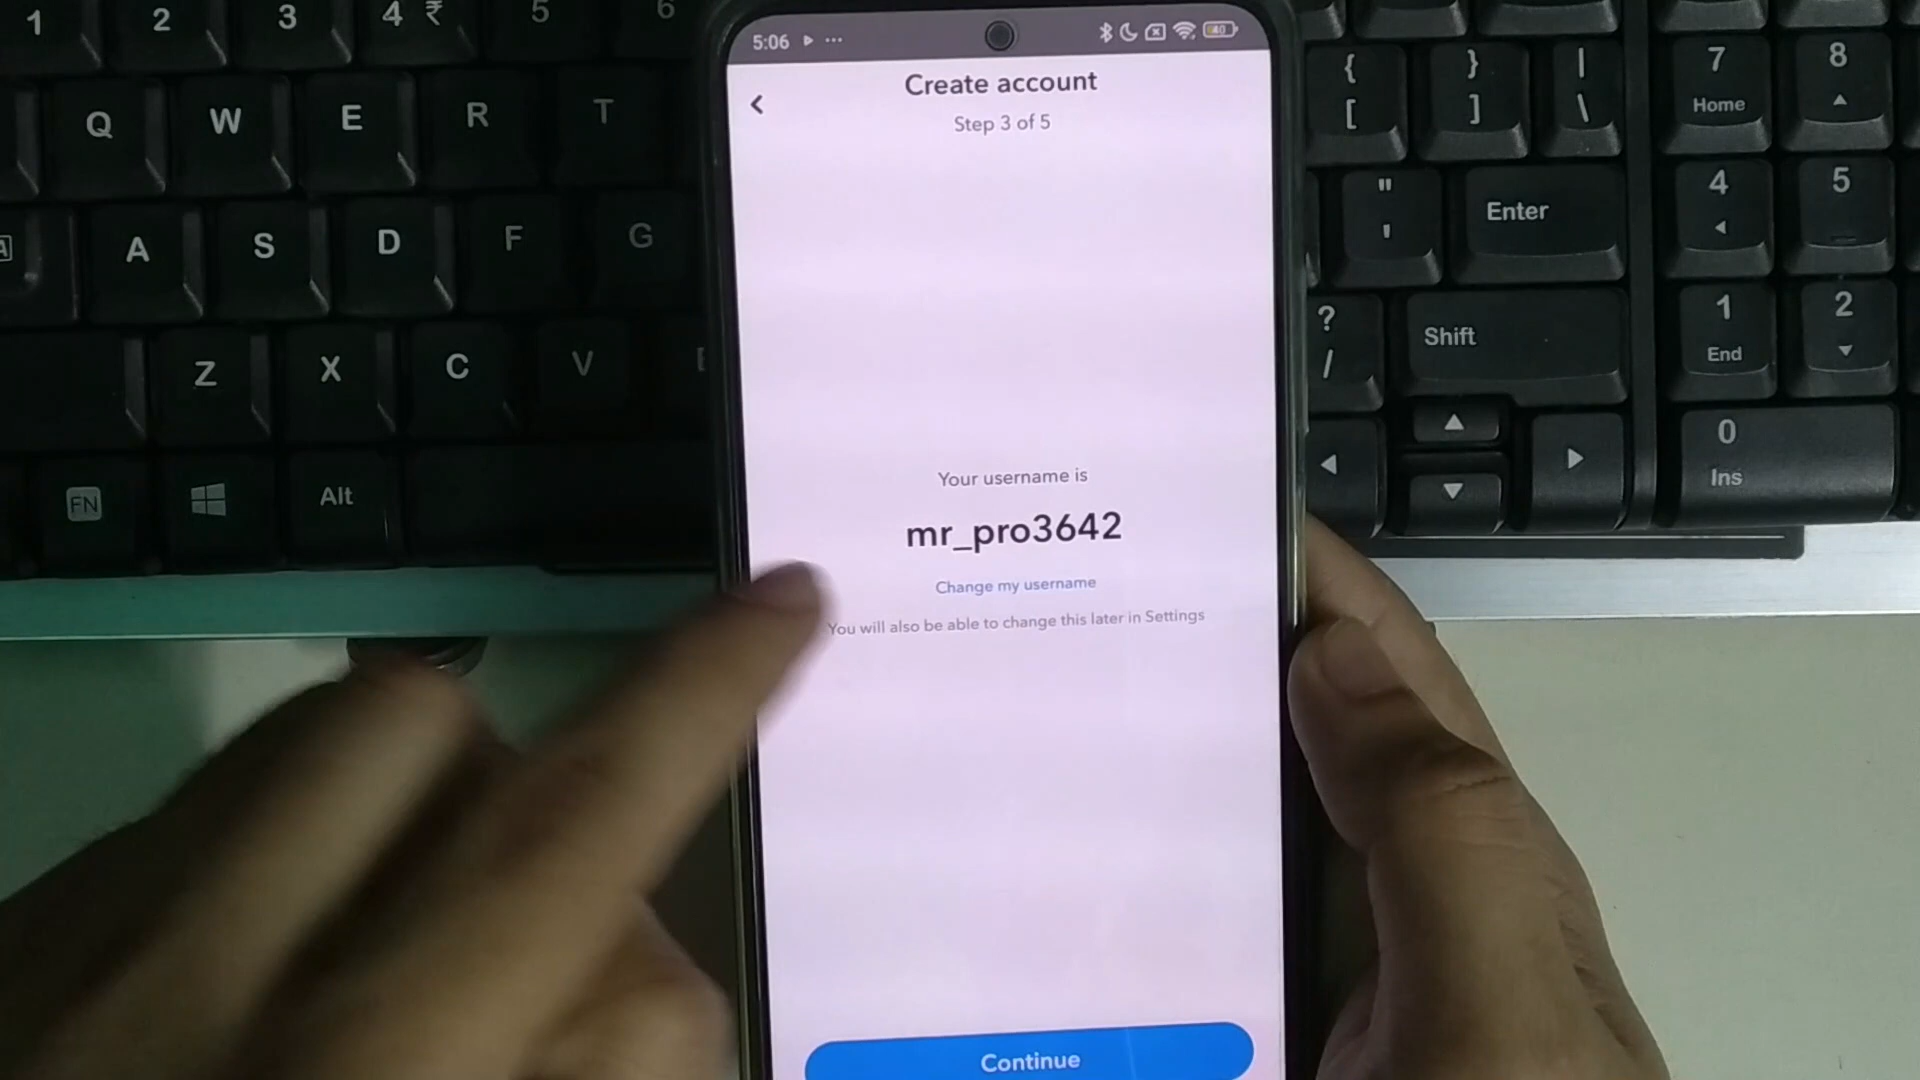 1 2 3 4 ₹ 5 6
5:06
40
Create account
Step 3 of 5
Your username is
mr_pro3642
Change my username
You will also be able to change this later in Settings
Continue
Q W E R T
A S D F G
Z X C V
FN Alt
{ [ } ] | \
7 Home 8
" ' Enter
4 5
? / Shift
1 End 2
0 Ins